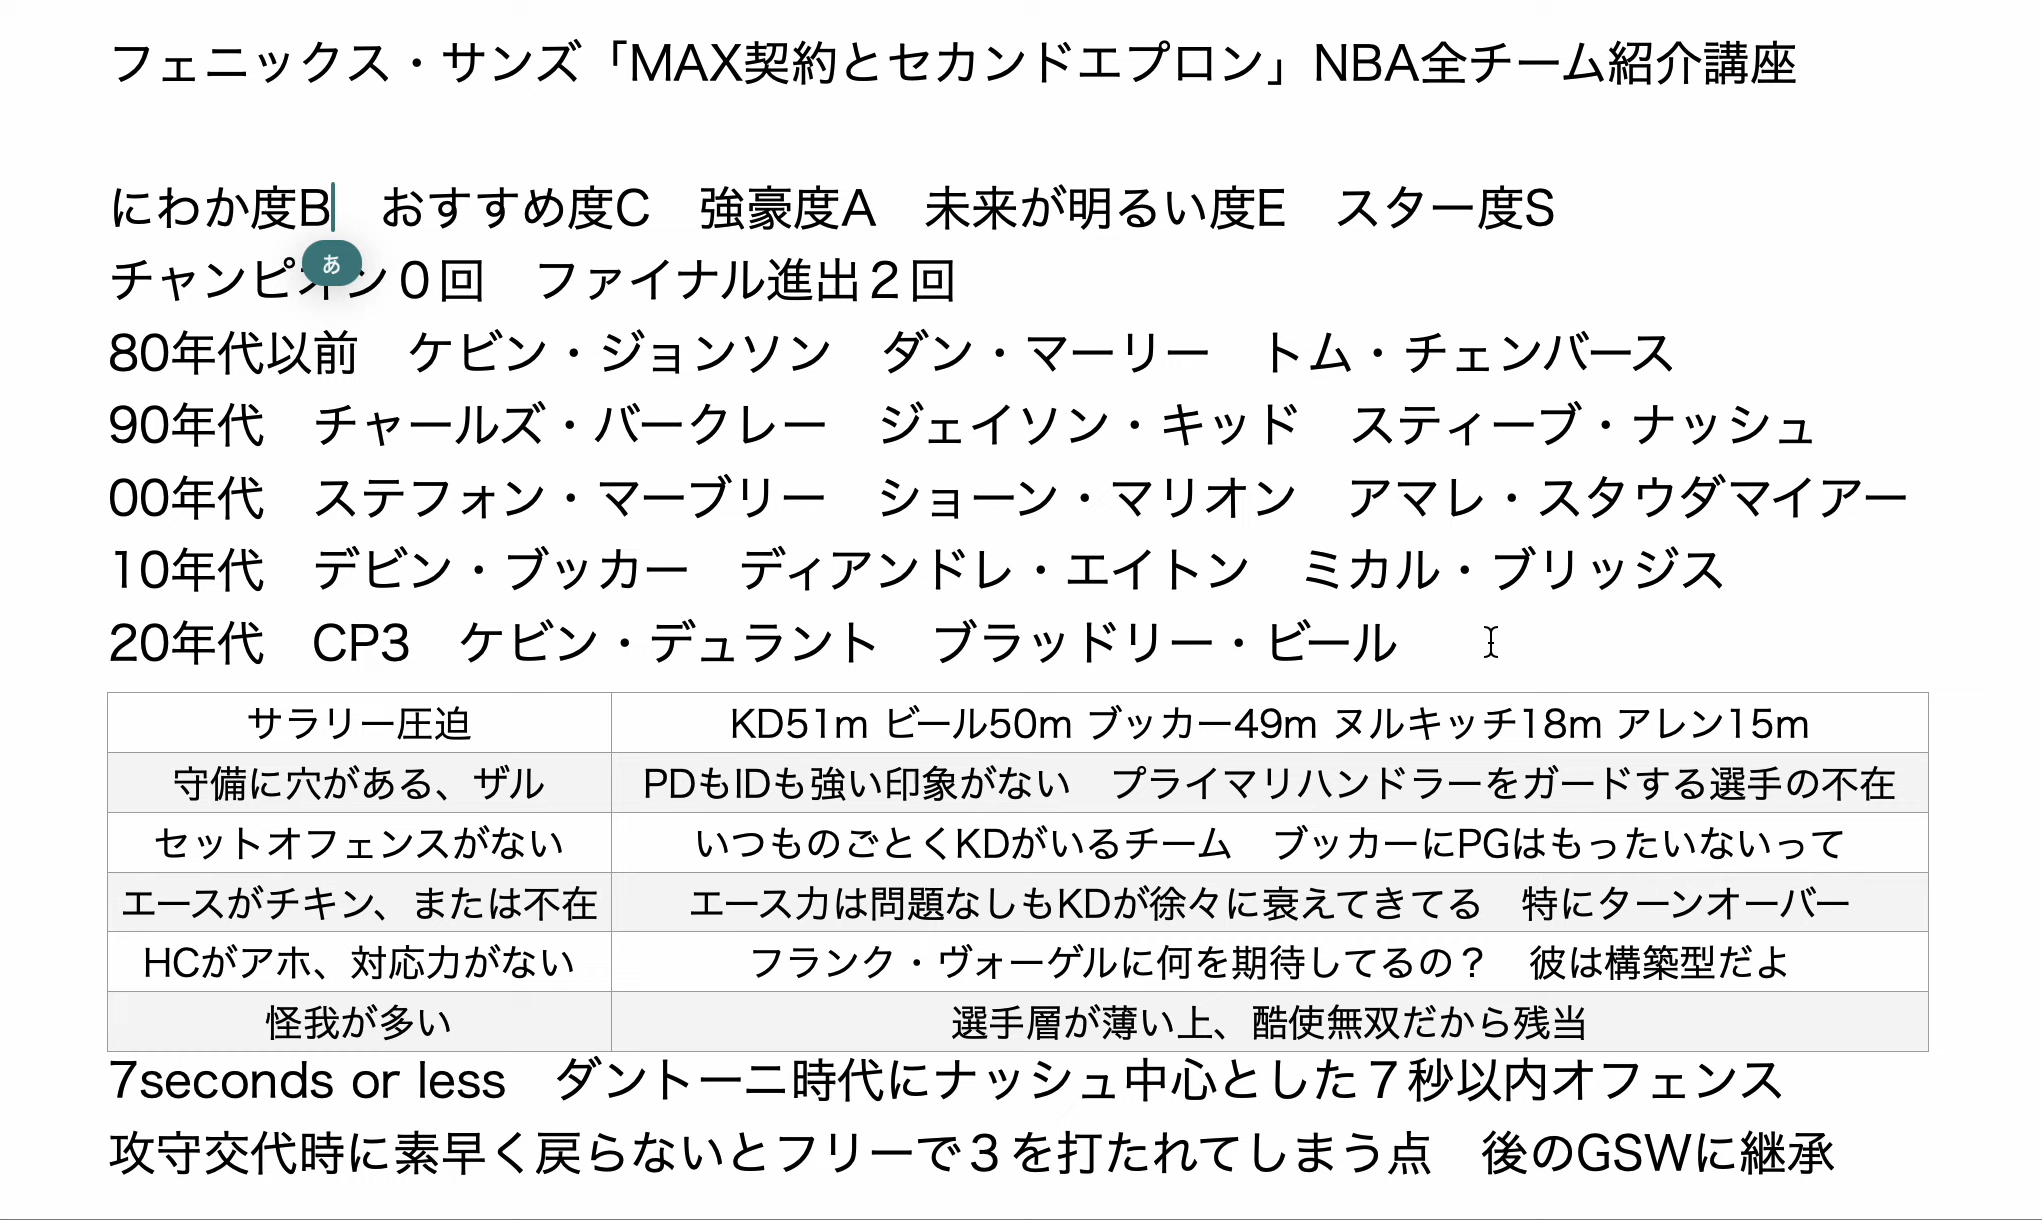 フェニックス・サンズ「MAX契約とセカンドエプロン」NBA全チーム紹介講座
にわか度B　おすすめ度C　強豪度A　未来が明るい度E　スター度S
あ
チャンピオン０回　ファイナル進出２回
80年代以前　ケビン・ジョンソン　ダン・マーリー　トム・チェンバース
90年代　チャールズ・バークレー　ジェイソン・キッド　スティーブ・ナッシュ
00年代　ステフォン・マーブリー　ショーン・マリオン　アマレ・スタウダマイアー
10年代　デビン・ブッカー　ディアンドレ・エイトン　ミカル・ブリッジス
20年代　CP3　ケビン・デュラント　ブラッドリー・ビール
サラリー圧迫　KD51m ビール50m ブッカー49m ヌルキッチ18m アレン15m
守備に穴がある、ザル　PDもIDも強い印象がない　プライマリハンドラーをガードする選手の不在
セットオフェンスがない　いつものごとくKDがいるチーム　ブッカーにPGはもったいないって
エースがチキン、または不在　エース力は問題なしもKDが徐々に衰えてきてる　特にターンオーバー
HCがアホ、対応力がない　フランク・ヴォーゲルに何を期待してるの？　彼は構築型だよ
怪我が多い　選手層が薄い上、酷使無双だから残当
7seconds or less　ダントーニ時代にナッシュ中心とした７秒以内オフェンス
攻守交代時に素早く戻らないとフリーで３を打たれてしまう点　後のGSWに継承